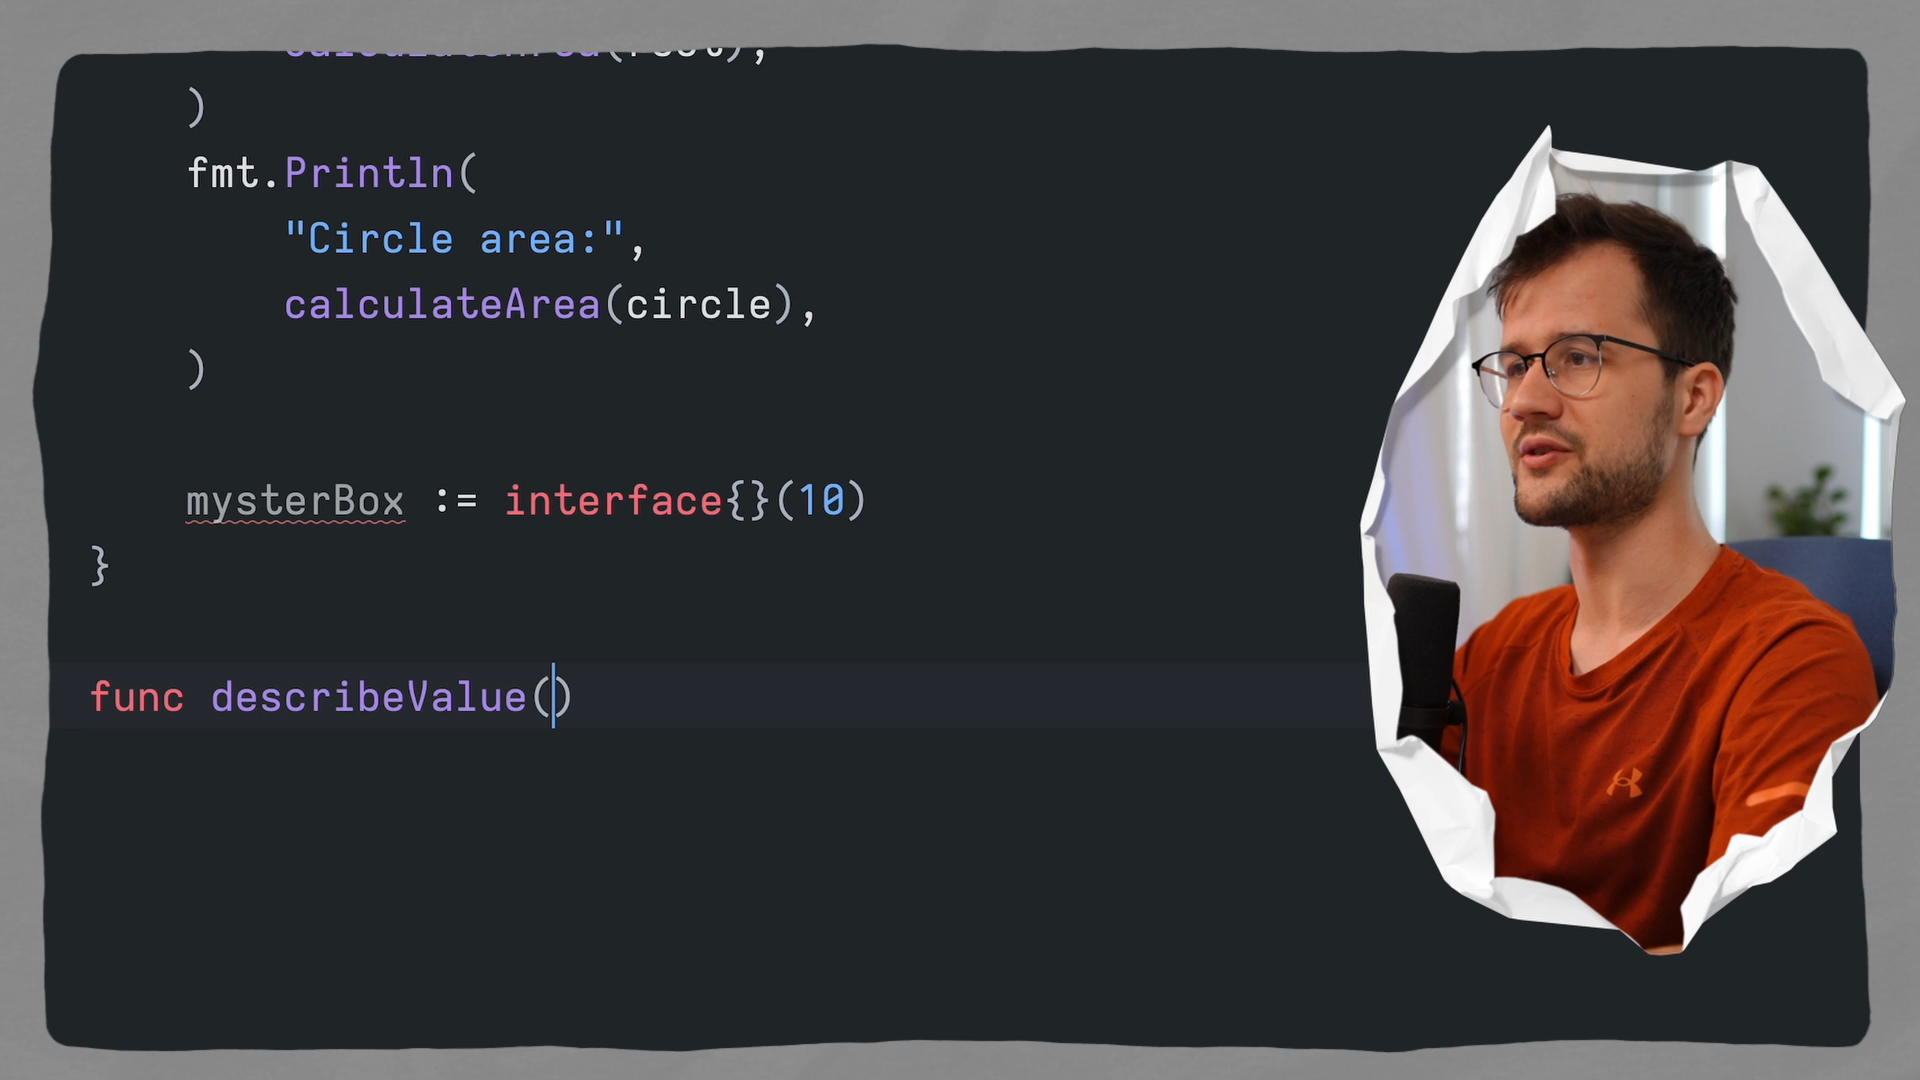 )
fmt.Println(
"Circle area:",
calculateArea(circle),
)
mysterBox := interface{}(10)
}
func describeValue()